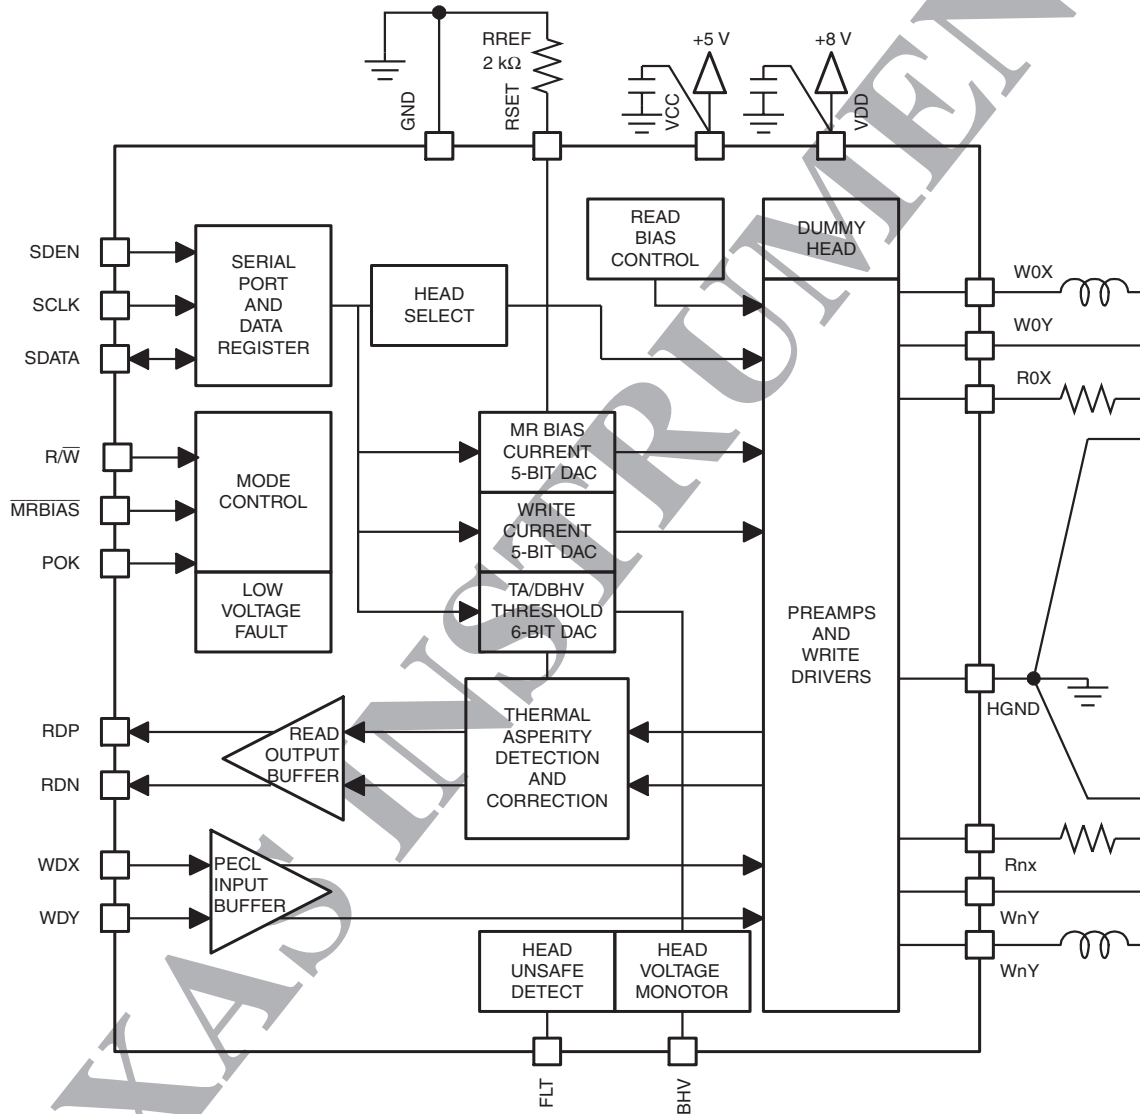 RREF
2 kΩ
+5 V
+8 V
GND
RSET
VCC
VDD
SDEN
SCLK
SDATA
SERIAL
PORT
AND
DATA
REGISTER
HEAD
SELECT
READ
BIAS
CONTROL
DUMMY
HEAD
W0X
W0Y
R0X
R/W̅
M̅R̅B̅I̅A̅S̅
POK
MODE
CONTROL
LOW
VOLTAGE
FAULT
MR BIAS
CURRENT
5-BIT DAC
WRITE
CURRENT
5-BIT DAC
TA/DBHV
THRESHOLD
6-BIT DAC
PREAMPS
AND
WRITE
DRIVERS
HGND
RDP
RDN
READ
OUTPUT
BUFFER
THERMAL
ASPERITY
DETECTION
AND
CORRECTION
WDX
WDY
PECL
INPUT
BUFFER
Rnx
WnY
WnY
HEAD
UNSAFE
DETECT
HEAD
VOLTAGE
MONOTOR
FLT
BHV
XAS INSTRUMEN